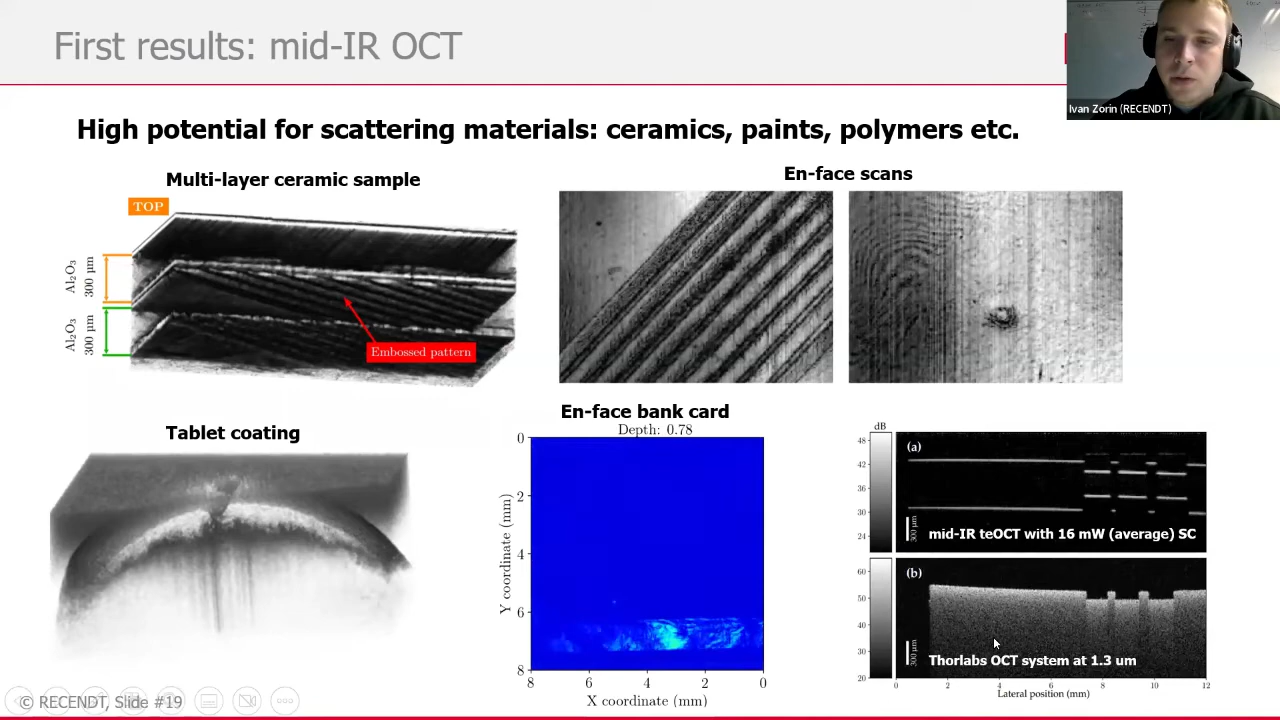 First results: mid-IR OCT
Ivan Zorin (RECENDT)
High potential for scattering materials: ceramics, paints, polymers etc.
Multi-layer ceramic sample
TOP
Al₂O₃
300 μm
Al₂O₃
300 μm
Embossed pattern
En-face scans
Tablet coating
En-face bank card
Depth: 0.78
0
2
4
6
8
Y coordinate (mm)
8 6 4 2 0
X coordinate (mm)
dB
48
42
36
30
24
(a)
300 μm
mid-IR teOCT with 16 mW (average) SC
60
50
40
30
20
(b)
300 μm
Thorlabs OCT system at 1.3 um
0 2 4 6 8 10 12
Lateral position (mm)
© RECENDT, Slide #19